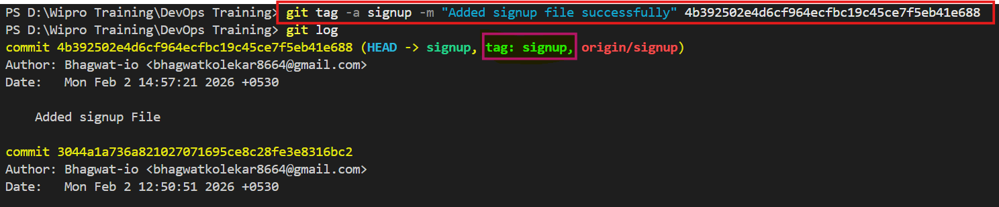 PS D:\Wipro Training\DevOps Training> git tag -a signup -m "Added signup file successfully" 4b392502e4d6cf964ecfbc19c45ce7f5eb41e688
PS D:\Wipro Training\DevOps Training> git log
commit 4b392502e4d6cf964ecfbc19c45ce7f5eb41e688 (HEAD -> signup, tag: signup, origin/signup)
Author: Bhagwat-io <bhagwatkolekar8664@gmail.com>
Date:   Mon Feb 2 14:57:21 2026 +0530
    Added signup File
commit 3044a1a736a821027071695ce8c28fe3e8316bc2
Author: Bhagwat-io <bhagwatkolekar8664@gmail.com>
Date:   Mon Feb 2 12:50:51 2026 +0530